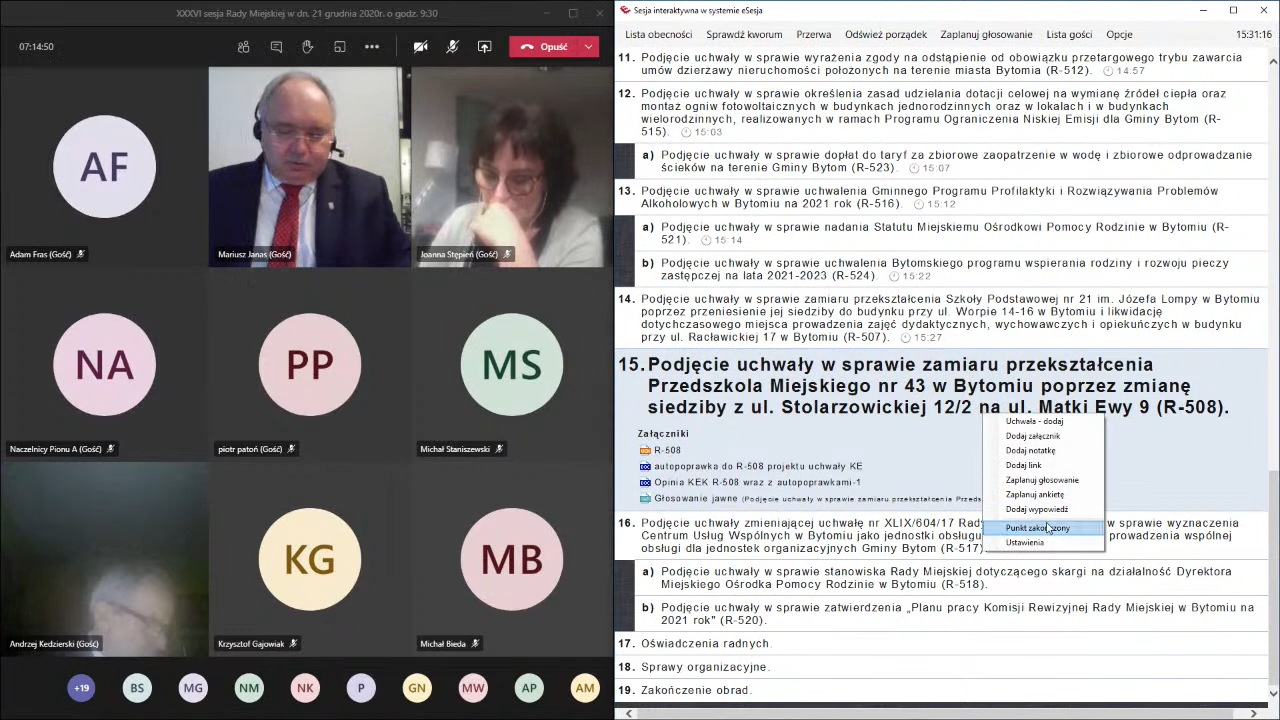 XXXVI sesja Rady Miejskiej w dn. 21 grudnia 2020r. o godz. 9:30
07:14:50
Opuść
AF
Adam Fras (Gość)
Mariusz Janas (Gość)
Joanna Stępień (Gość)
NA
Naczelnicy Pionu A (Gość)
PP
piotr patoń (Gość)
MS
Michał Staniszewski
Andrzej Kedzierski (Gość)
KG
Krzysztof Gajowiak
MB
Michał Bieda
+19
BS
MG
NM
NK
P
GN
MW
AP
AM
Sesja interaktywna w systemie eSesja
Lista obecności Sprawdź kworum Przerwa Odśwież porządek Zaplanuj głosowanie Lista gości Opcje 15:31:16
11. Podjęcie uchwały w sprawie wyrażenia zgody na odstąpienie od obowiązku przetargowego trybu zawarcia
umów dzierżawy nieruchomości położonych na terenie miasta Bytomia (R-512). 14:57
12. Podjęcie uchwały w sprawie określenia zasad udzielania dotacji celowej na wymianę źródeł ciepła oraz
montaż ogniw fotowoltaicznych w budynkach jednorodzinnych oraz w lokalach i w budynkach
wielorodzinnych, realizowanych w ramach Programu Ograniczenia Niskiej Emisji dla Gminy Bytom (R-
515). 15:03
a) Podjęcie uchwały w sprawie dopłat do taryf za zbiorowe zaopatrzenie w wodę i zbiorowe odprowadzanie
ścieków na terenie Gminy Bytom (R-523). 15:07
13. Podjęcie uchwały w sprawie uchwalenia Gminnego Programu Profilaktyki i Rozwiązywania Problemów
Alkoholowych w Bytomiu na 2021 rok (R-516). 15:12
a) Podjęcie uchwały w sprawie nadania Statutu Miejskiemu Ośrodkowi Pomocy Rodzinie w Bytomiu (R-
521). 15:14
b) Podjęcie uchwały w sprawie uchwalenia Bytomskiego programu wspierania rodziny i rozwoju pieczy
zastępczej na lata 2021-2023 (R-524). 15:22
14. Podjęcie uchwały w sprawie zamiaru przekształcenia Szkoły Podstawowej nr 21 im. Józefa Lompy w Bytomiu
poprzez przeniesienie jej siedziby do budynku przy ul. Worpie 14-16 w Bytomiu i likwidację
dotychczasowego miejsca prowadzenia zajęć dydaktycznych, wychowawczych i opiekuńczych w budynku
przy ul. Racławickiej 17 w Bytomiu (R-507). 15:27
15. Podjęcie uchwały w sprawie zamiaru przekształcenia
Przedszkola Miejskiego nr 43 w Bytomiu poprzez zmianę
siedziby z ul. Stolarzowickiej 12/2 na ul. Matki Ewy 9 (R-508).
Załączniki
R-508
autopoprawka do R-508 projektu uchwały KE
Opinia KEK R-508 wraz z autopoprawkami-1
Głosowanie jawne (Podjęcie uchwały w sprawie zamiaru przekształcenia Przeds
Uchwała - dodaj
Dodaj załącznik
Dodaj notatkę
Dodaj link
Zaplanuj głosowanie
Zaplanuj ankietę
Dodaj wypowiedź
Punkt zakończony
Ustawienia
16. Podjęcie uchwały zmieniającej uchwałę nr XLIX/604/17 Rad w sprawie wyznaczenia
Centrum Usług Wspólnych w Bytomiu jako jednostki obsługu prowadzenia wspólnej
obsługi dla jednostek organizacyjnych Gminy Bytom (R-517).
a) Podjęcie uchwały w sprawie stanowiska Rady Miejskiej dotyczącego skargi na działalność Dyrektora
Miejskiego Ośrodka Pomocy Rodzinie w Bytomiu (R-518).
b) Podjęcie uchwały w sprawie zatwierdzenia „Planu pracy Komisji Rewizyjnej Rady Miejskiej w Bytomiu na
2021 rok" (R-520).
17. Oświadczenia radnych.
18. Sprawy organizacyjne.
19. Zakończenie obrad.